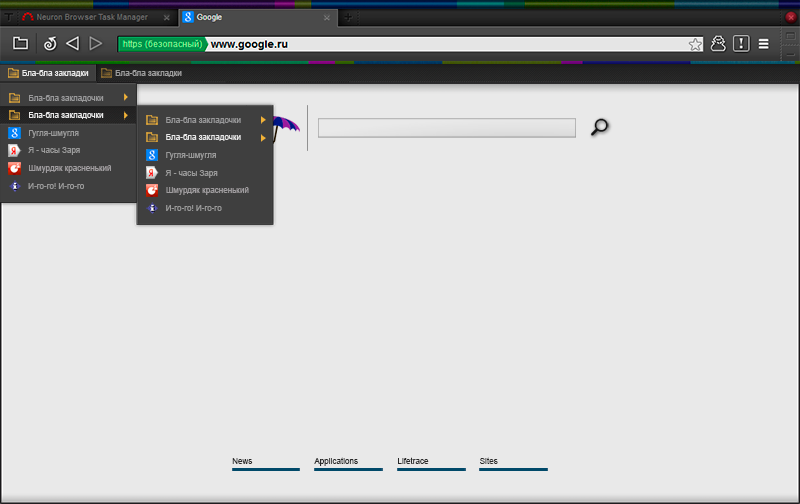 Neuron Browser Task Manager
Google
https (безопасный) www.google.ru
Бла-бла закладки
Бла-бла закладки
Бла-бла закладочки
Бла-бла закладочки
Гугля-шмугля
Я - часы Заря
Шмурдяк красненький
И-го-го! И-го-го
Бла-бла закладочки
Бла-бла закладочки
Гугля-шмугля
Я - часы Заря
Шмурдяк красненький
И-го-го! И-го-го
News
Applications
Lifetrace
Sites